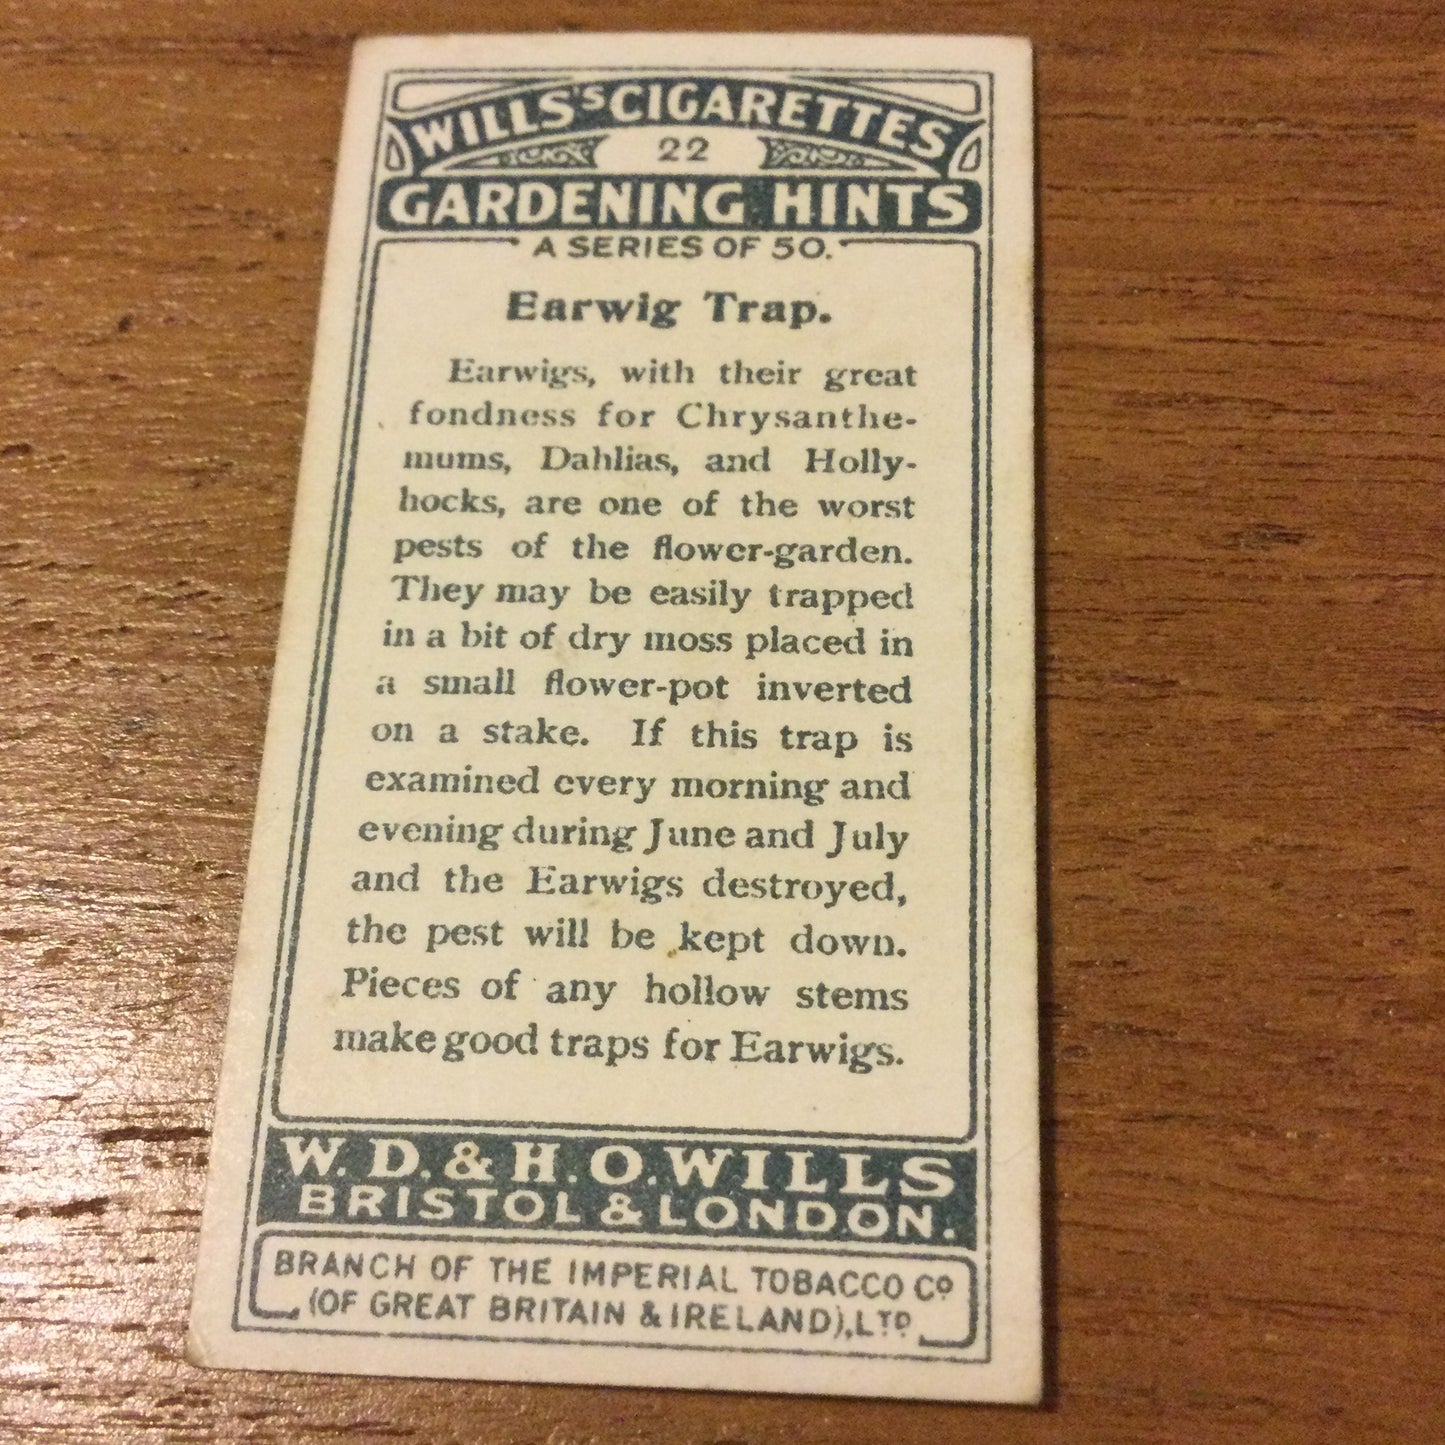 WILLS'S CIGARETTES
22
GARDENING HINTS
A SERIES OF 50.
Earwig Trap.
Earwigs, with their great
fondness for Chrysanthe-
mums, Dahlias, and Holly-
hocks, are one of the worst
pests of the flower-garden.
They may be easily trapped
in a bit of dry moss placed in
a small flower-pot inverted
on a stake. If this trap is
examined every morning and
evening during June and July
and the Earwigs destroyed,
the pest will be kept down.
Pieces of any hollow stems
make good traps for Earwigs.
W. D. & H. O. WILLS
BRISTOL & LONDON.
BRANCH OF THE IMPERIAL TOBACCO CO
(OF GREAT BRITAIN & IRELAND), LTD